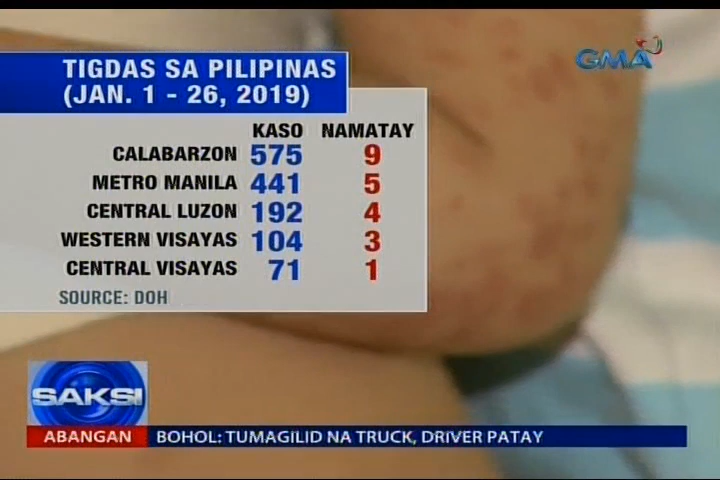 GMA
TIGDAS SA PILIPINAS
(JAN. 1 - 26, 2019)
KASO NAMATAY
CALABARZON 575 9
METRO MANILA 441 5
CENTRAL LUZON 192 4
WESTERN VISAYAS 104 3
CENTRAL VISAYAS 71 1
SOURCE: DOH
SAKSI
ABANGAN BOHOL: TUMAGILID NA TRUCK, DRIVER PATAY